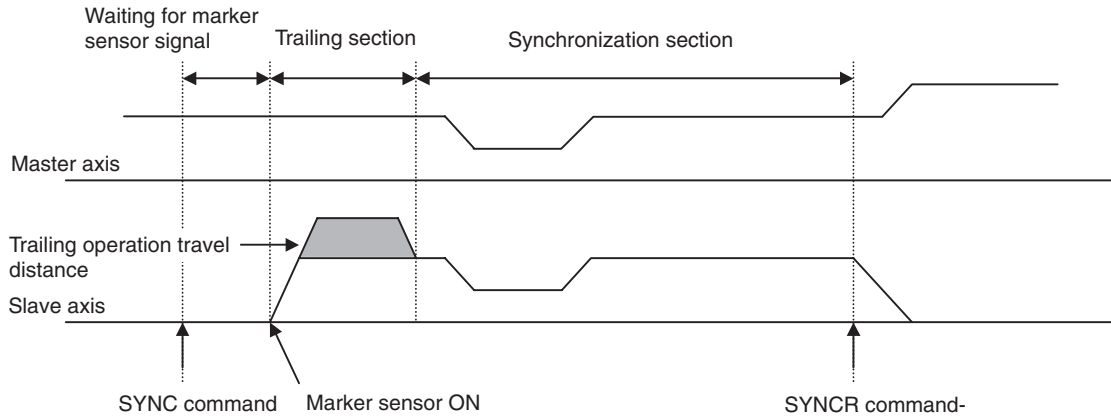 Waiting for marker
sensor signal
Trailing section
Synchronization section
Master axis
Trailing operation travel
distance
Slave axis
SYNC command
Marker sensor ON
SYNCR command-